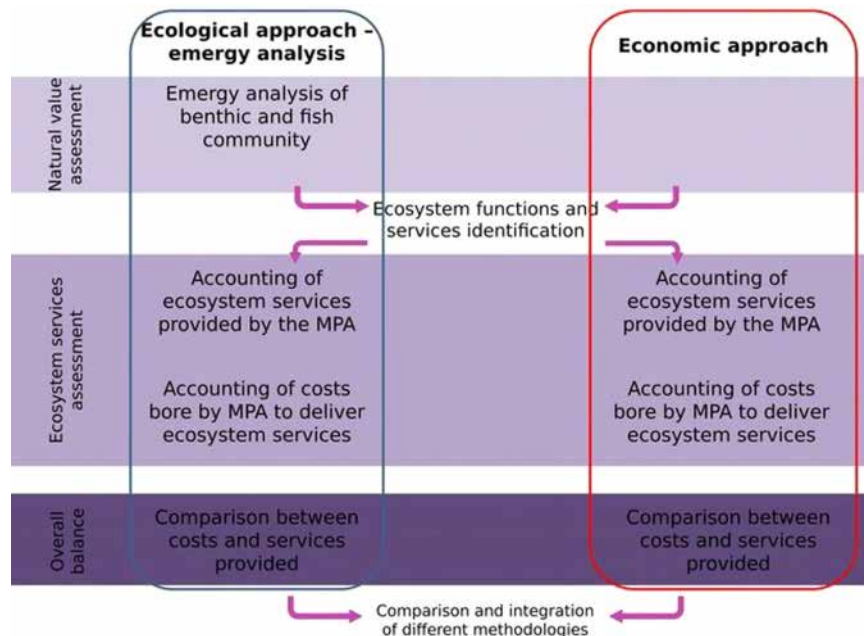 Ecological approach –
emergy analysis
Economic approach
Natural value
assessment
Emergy analysis of
benthic and fish
community
Ecosystem functions and
services identification
Ecosystem services
assessment
Accounting of
ecosystem services
provided by the MPA
Accounting of
ecosystem services
provided by the MPA
Accounting of costs
bore by MPA to deliver
ecosystem services
Accounting of costs
bore by MPA to deliver
ecosystem services
Overall
balance
Comparison between
costs and services
provided
Comparison between
costs and services
provided
Comparison and integration
of different methodologies